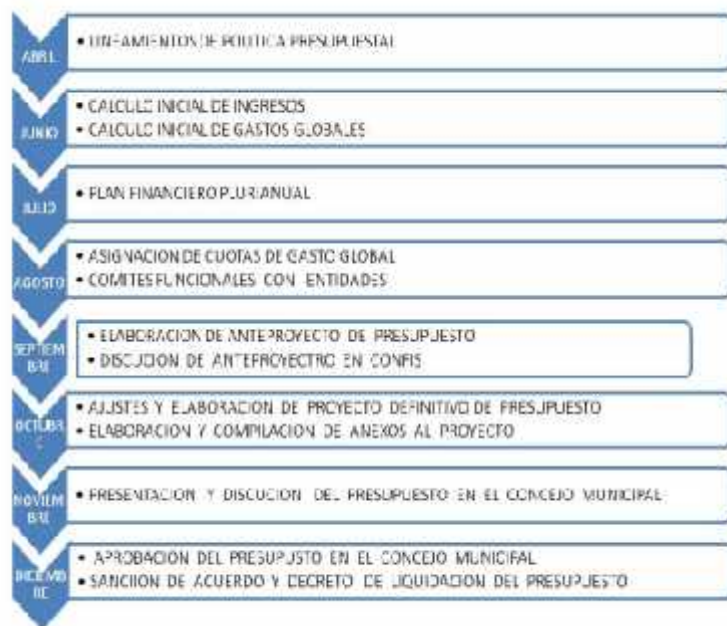 ABRIL
• LINEAMIENTOS DE POLITICA PRESUPUESTAL
JUNIO
• CALCULO INICIAL DE INGRESOS
• CALCULO INICIAL DE GASTOS GLOBALES
JULIO
• PLAN FINANCIERO PLURIANUAL
AGOSTO
• ASIGNACION DE CUOTAS DE GASTO GLOBAL
• COMITES FUNCIONALES CON ENTIDADES
SEPTIEM
BRE
• ELABORACION DE ANTEPROYECTO DE PRESUPUESTO
• DISCUCION DE ANTEPROYECTRO EN CONFIS
OCTUBR
E
• AJUSTES Y ELABORACION DE PROYECTO DEFINITIVO DE PRESUPUESTO
• ELABORACION Y COMPILACION DE ANEXOS AL PROYECTO
NOVIEM
BRE
• PRESENTACION Y DISCUCION DEL PRESUPUESTO EN EL CONCEJO MUNICIPAL
DICIEMB
RE
• APROBACION DEL PRESUPUSTO EN EL CONCEJO MUNICIPAL
• SANCIION DE ACUERDO Y DECRETO DE LIQUIDACION DEL PRESUPUESTO